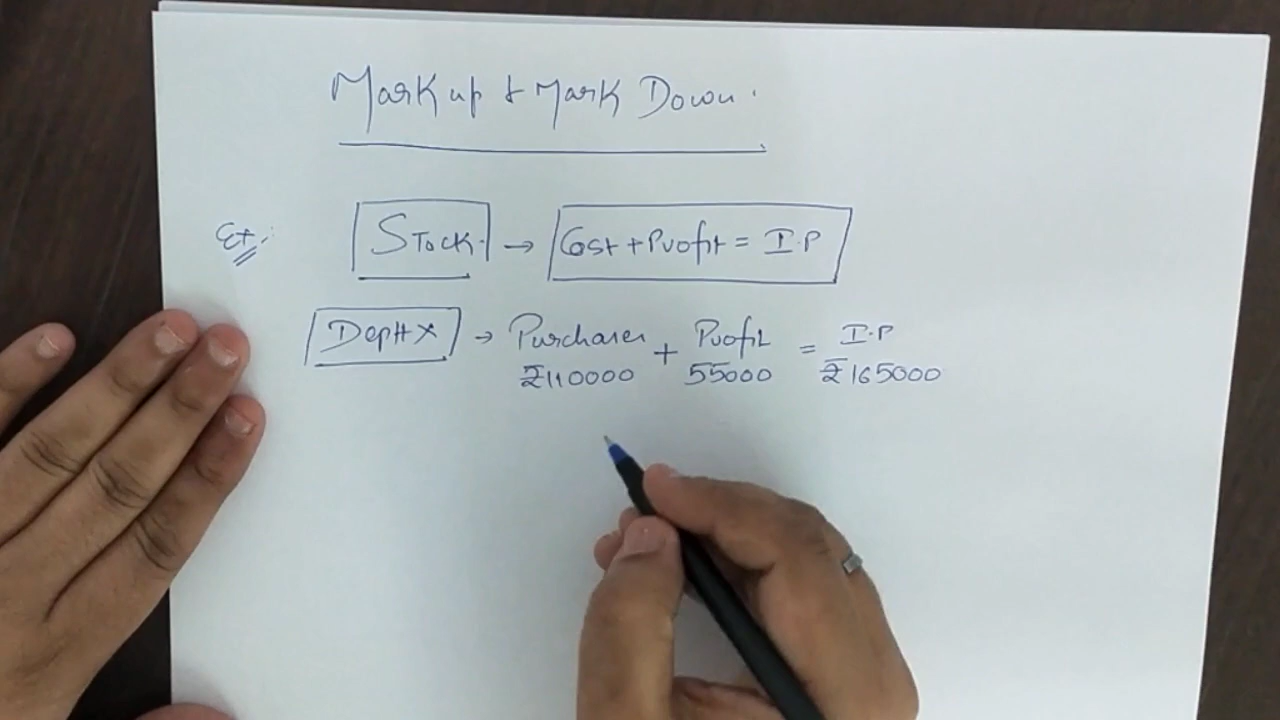 Mark up & Mark Down.
Ex:
Stock. → Cost + Profit = I.P
Dept X → Purchases + Profit = I.P
₹110000 55000 ₹165000